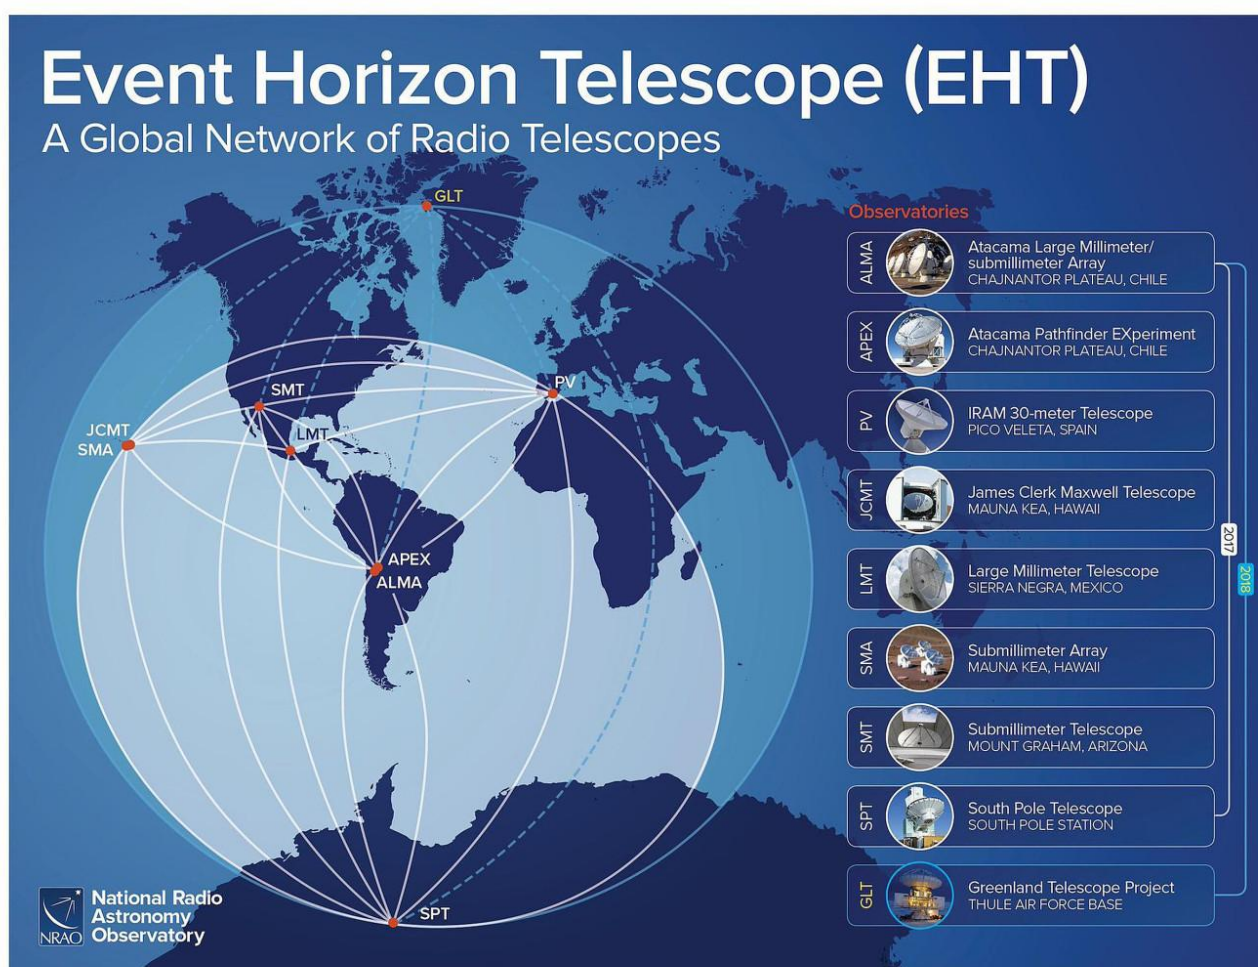 Event Horizon Telescope (EHT)
A Global Network of Radio Telescopes
GLT
SMT
PV
JCMT
SMA
LMT
APEX
ALMA
SPT
Observatories
ALMA
Atacama Large Millimeter/
submillimeter Array
CHAJNANTOR PLATEAU, CHILE
APEX
Atacama Pathfinder EXperiment
CHAJNANTOR PLATEAU, CHILE
PV
IRAM 30-meter Telescope
PICO VELETA, SPAIN
JCMT
James Clerk Maxwell Telescope
MAUNA KEA, HAWAII
LMT
Large Millimeter Telescope
SIERRA NEGRA, MEXICO
SMA
Submillimeter Array
MAUNA KEA, HAWAII
SMT
Submillimeter Telescope
MOUNT GRAHAM, ARIZONA
SPT
South Pole Telescope
SOUTH POLE STATION
GLT
Greenland Telescope Project
THULE AIR FORCE BASE
2017
2018
NRAO
National Radio
Astronomy
Observatory